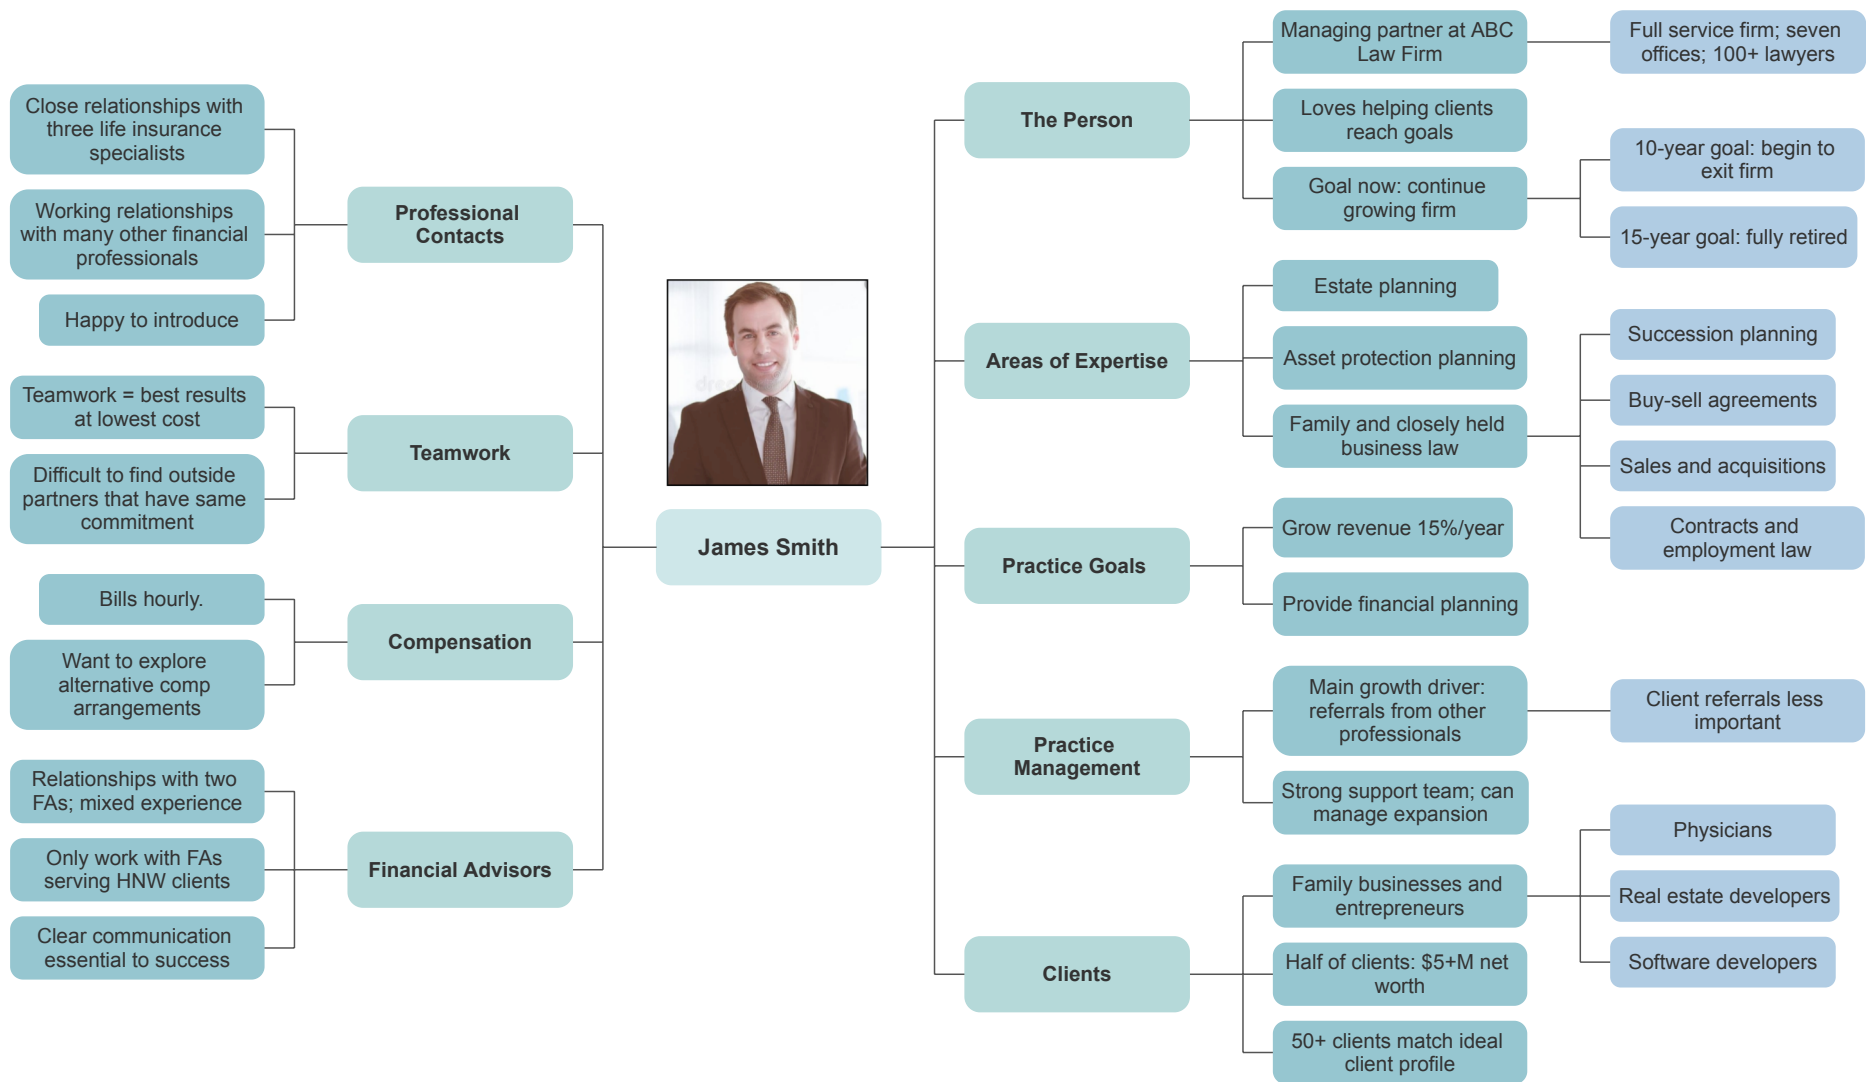 James Smith
Professional
Contacts
Close relationships with
three life insurance
specialists
Working relationships
with many other financial
professionals
Happy to introduce
Teamwork
Teamwork = best results
at lowest cost
Difficult to find outside
partners that have same
commitment
Compensation
Bills hourly.
Want to explore
alternative comp
arrangements
Financial Advisors
Relationships with two
FAs; mixed experience
Only work with FAs
serving HNW clients
Clear communication
essential to success
The Person
Managing partner at ABC
Law Firm
Full service firm; seven
offices; 100+ lawyers
Loves helping clients
reach goals
Goal now: continue
growing firm
10-year goal: begin to
exit firm
15-year goal: fully retired
Areas of Expertise
Estate planning
Asset protection planning
Family and closely held
business law
Succession planning
Buy-sell agreements
Sales and acquisitions
Contracts and
employment law
Practice Goals
Grow revenue 15%/year
Provide financial planning
Practice
Management
Main growth driver:
referrals from other
professionals
Client referrals less
important
Strong support team; can
manage expansion
Clients
Family businesses and
entrepreneurs
Physicians
Real estate developers
Software developers
Half of clients: $5+M net
worth
50+ clients match ideal
client profile